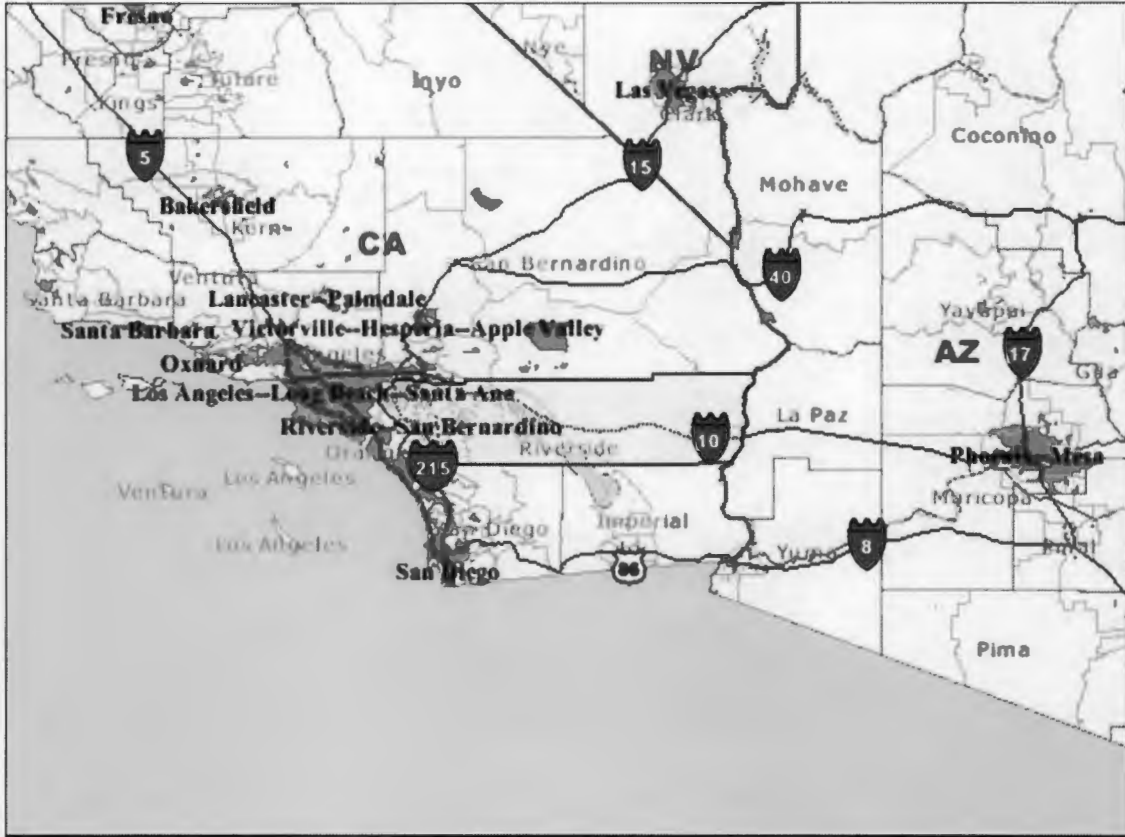 Fresno
Fresno
Tulare
Kings
Inyo
Nye
NV
Las Vegas
Clark
Coconino
5
15
Mohave
Bakersfield
Kern
CA
San Bernardino
40
Ventura
Santa Barbara
Lancaster-Palmdale
Yavapai
Santa Barbara
Victorville-Hesperia-Apple Valley
AZ
17
Oxnard
Gila
Los Angeles-Long Beach-Santa Ana
La Paz
Riverside-San Bernardino
10
Riverside
Phoenix-Mesa
215
Los Angeles
Ventura
Maricopa
San Diego
Imperial
Los Angeles
Yuma
8
San Diego
Pima